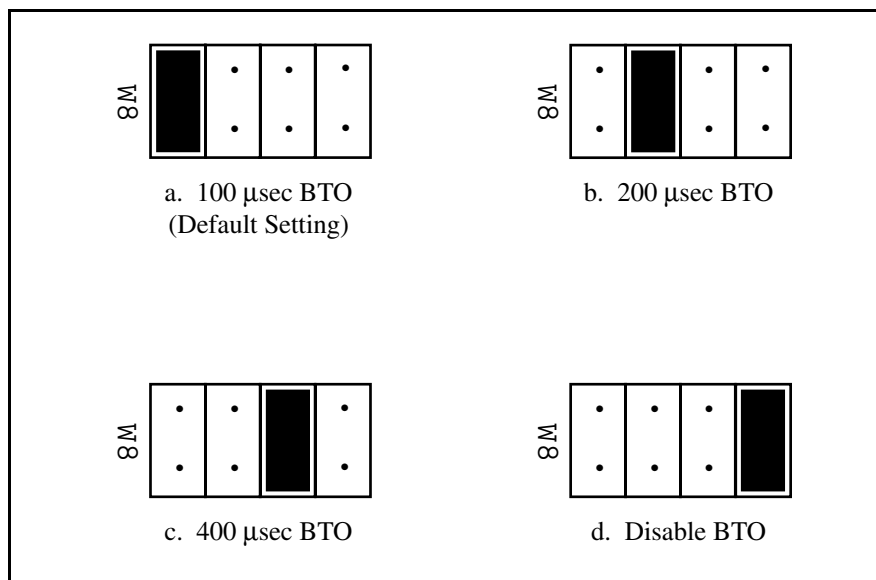 W8
a. 100 µsec BTO
(Default Setting)
W8
b. 200 µsec BTO
W8
c. 400 µsec BTO
W8
d. Disable BTO